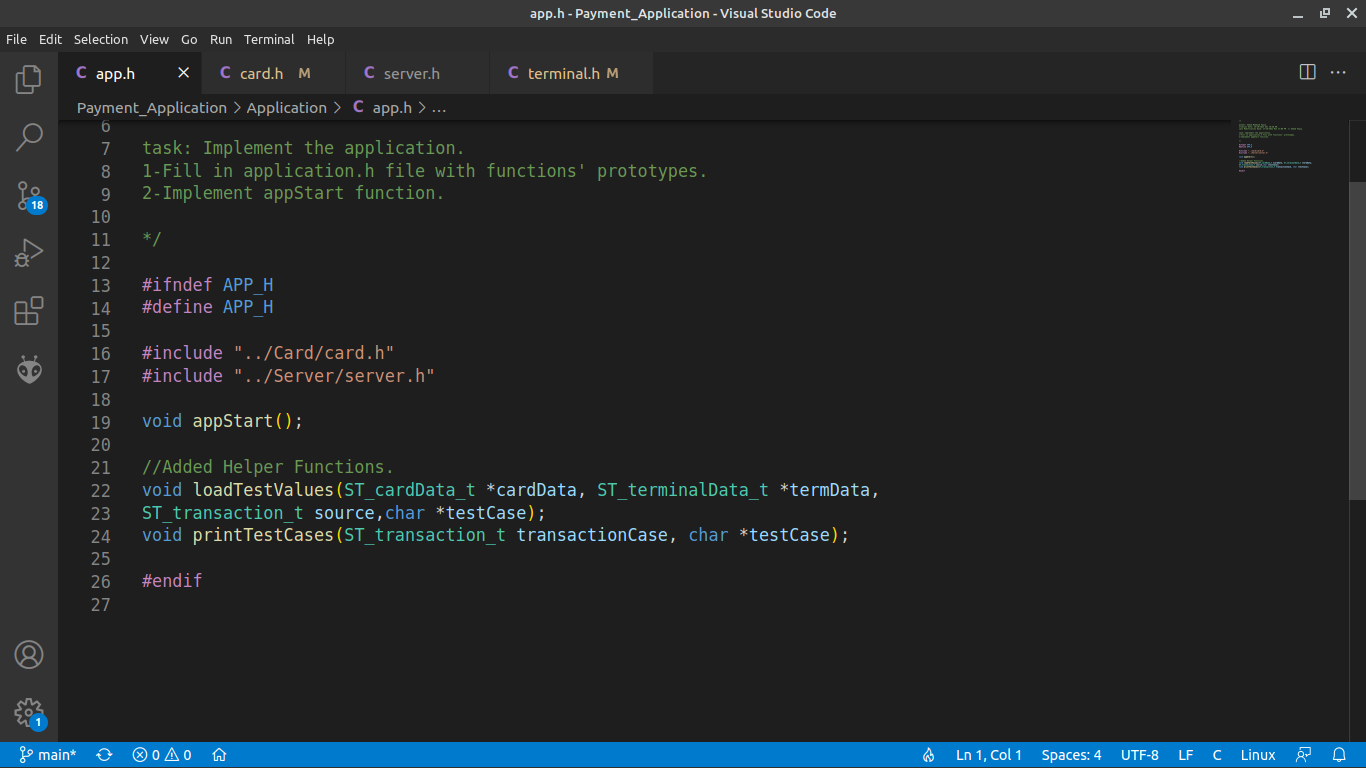 app.h - Payment_Application - Visual Studio Code
File Edit Selection View Go Run Terminal Help
C app.h C card.h M C server.h C terminal.h M
Payment_Application > Application > C app.h > ...
6
7 task: Implement the application.
8 1-Fill in application.h file with functions' prototypes.
9 2-Implement appStart function.
10
11 */
12
13 #ifndef APP_H
14 #define APP_H
15
16 #include "../Card/card.h"
17 #include "../Server/server.h"
18
19 void appStart();
20
21 //Added Helper Functions.
22 void loadTestValues(ST_cardData_t *cardData, ST_terminalData_t *termData,
23 ST_transaction_t source,char *testCase);
24 void printTestCases(ST_transaction_t transactionCase, char *testCase);
25
26 #endif
27
18
1
main* 0 0 Ln 1, Col 1 Spaces: 4 UTF-8 LF C Linux